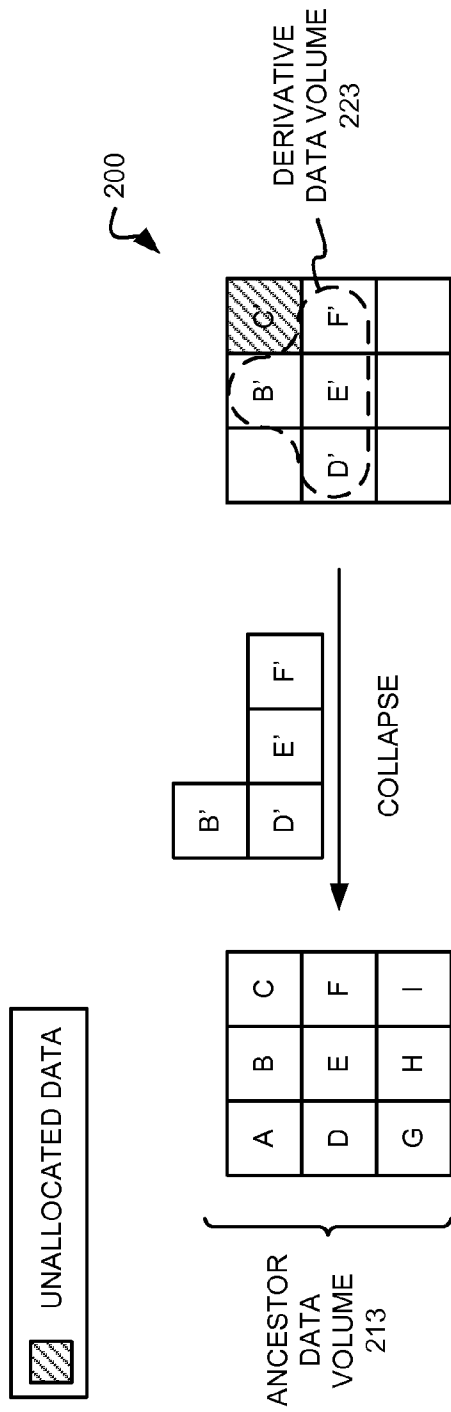 UNALLOCATED DATA
200
ANCESTOR
DATA
VOLUME
213
A B C
D E F
G H I
B'
D' E' F'
COLLAPSE
B' C'
D' E' F'
DERIVATIVE
DATA VOLUME
223